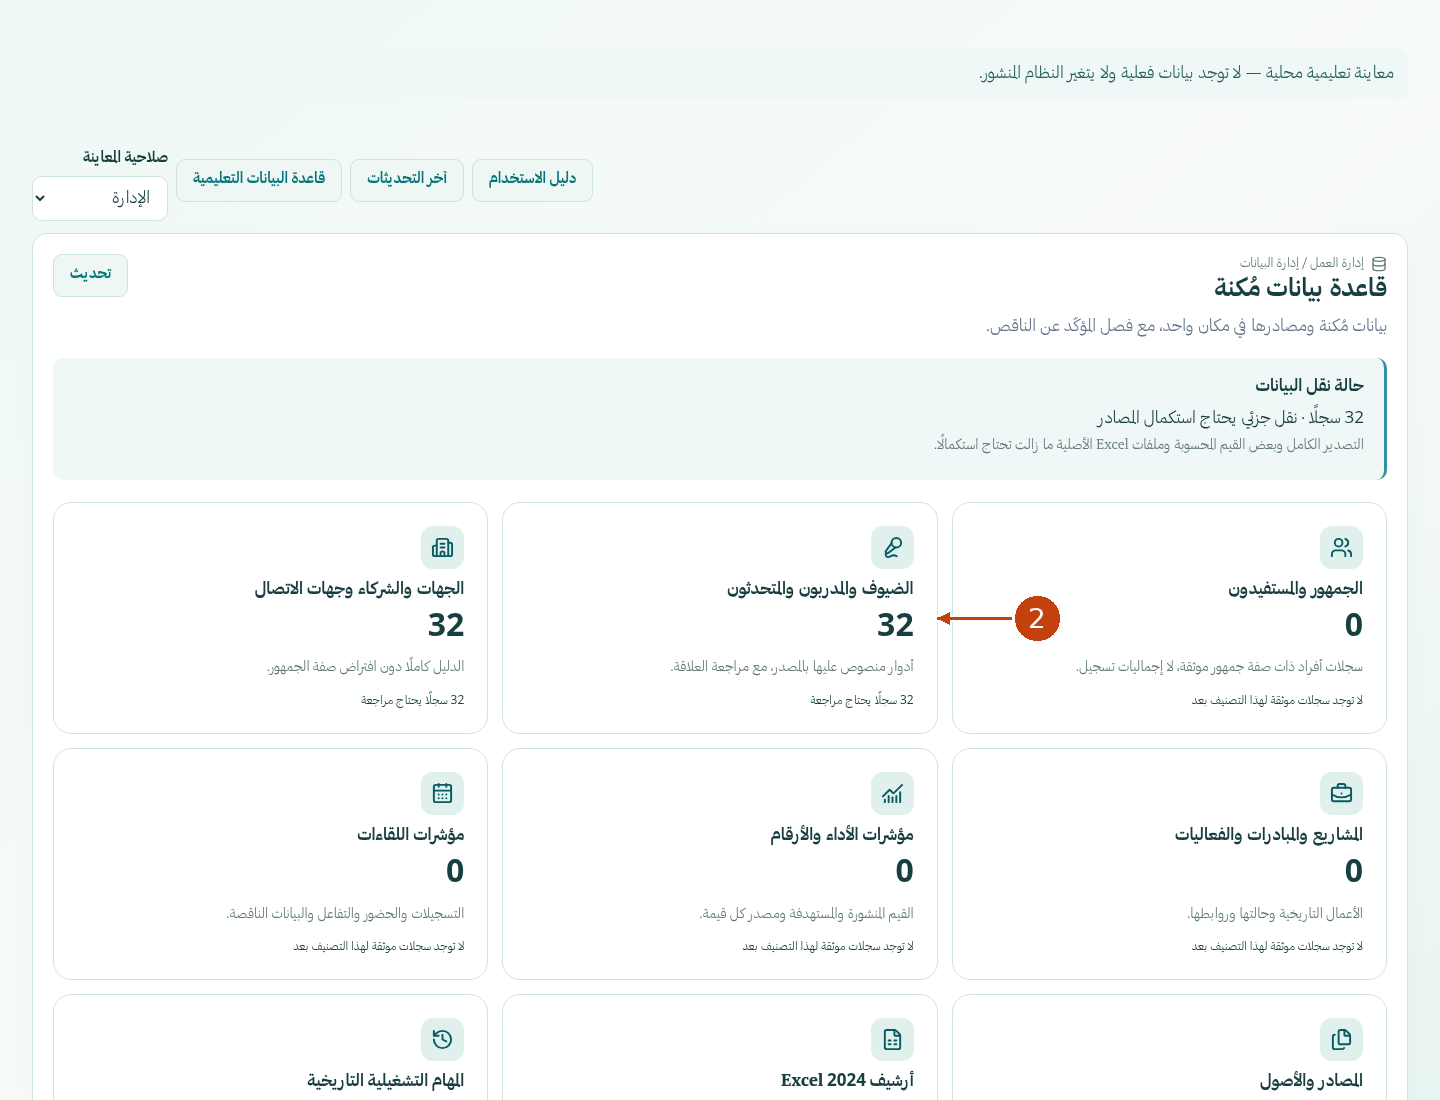 معاينة تعليمية محلية — لا توجد بيانات فعلية ولا يتغير النظام المنشور.
دليل الاستخدام
آخر التحديثات
قاعدة البيانات التعليمية
صلاحية المعاينة
الإدارة
إدارة العمل / إدارة البيانات
قاعدة بيانات مُكنة
بيانات مُكنة ومصادرها في مكان واحد، مع فصل المؤكّد عن الناقص.
تحديث
حالة نقل البيانات
32 سجلًا · نقل جزئي يحتاج استكمال المصادر
التصدير الكامل وبعض القيم المحسوبة وملفات Excel الأصلية ما زالت تحتاج استكمالًا.
الجمهور والمستفيدون
0
سجلات أفراد ذات صفة جمهور موثقة، لا إجماليات تسجيل.
لا توجد سجلات موثقة لهذا التصنيف بعد
2
الضيوف والمدربون والمتحدثون
32
أدوار منصوص عليها بالمصدر، مع مراجعة العلاقة.
32 سجلًا يحتاج مراجعة
الجهات والشركاء وجهات الاتصال
32
الدليل كاملًا دون افتراض صفة الجمهور.
32 سجلًا يحتاج مراجعة
المشاريع والمبادرات والفعاليات
0
الأعمال التاريخية وحالتها وروابطها.
لا توجد سجلات موثقة لهذا التصنيف بعد
مؤشرات الأداء والأرقام
0
القيم المنشورة والمستهدفة ومصدر كل قيمة.
لا توجد سجلات موثقة لهذا التصنيف بعد
مؤشرات اللقاءات
0
التسجيلات والحضور والتفاعل والبيانات الناقصة.
لا توجد سجلات موثقة لهذا التصنيف بعد
المصادر والأصول
أرشيف Excel 2024
المهام التشغيلية التاريخية